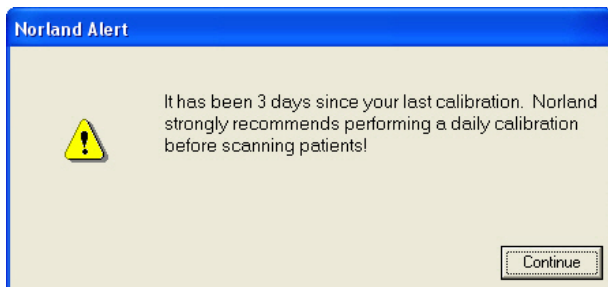 Norland Alert
It has been 3 days since your last calibration.  Norland
strongly recommends performing a daily calibration
before scanning patients!
Continue